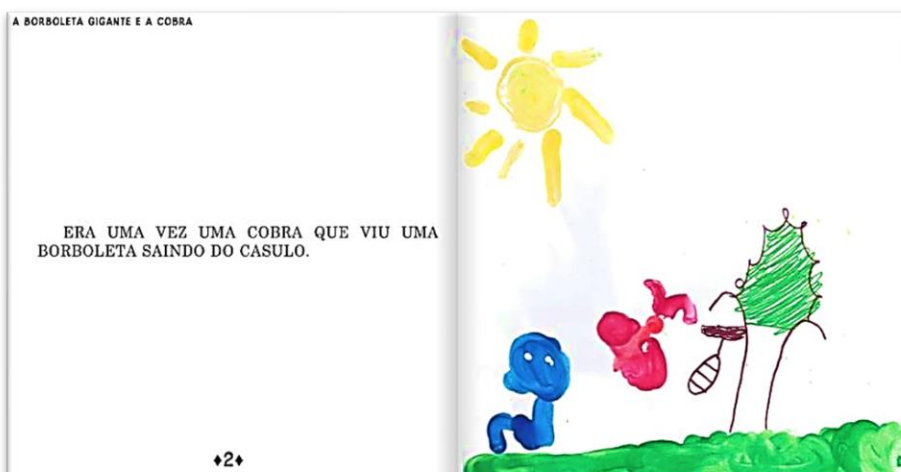 A BORBOLETA GIGANTE E A COBRA
ERA UMA VEZ UMA COBRA QUE VIU UMA
BORBOLETA SAINDO DO CASULO.
♦2♦